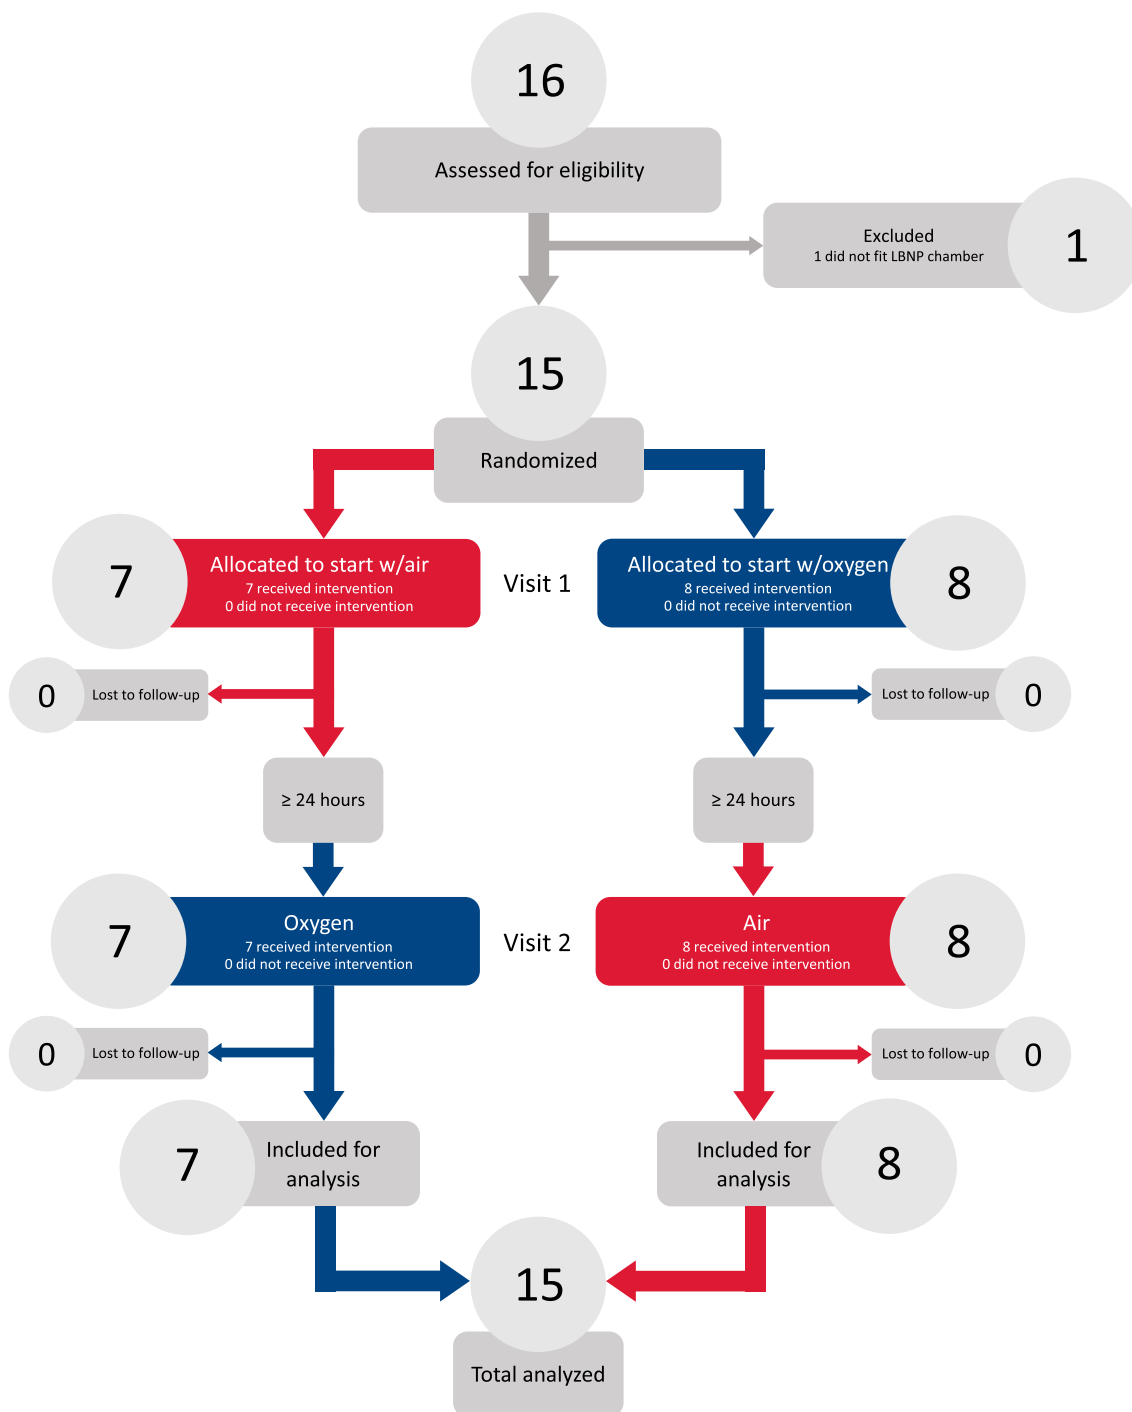 16
Assessed for eligibility
Excluded
1 did not fit LBNP chamber
1
15
Randomized
7
Allocated to start w/air
7 received intervention
0 did not receive intervention
Visit 1
Allocated to start w/oxygen
8 received intervention
0 did not receive intervention
8
0
Lost to follow-up
Lost to follow-up
0
≥ 24 hours
≥ 24 hours
7
Oxygen
7 received intervention
0 did not receive intervention
Visit 2
Air
8 received intervention
0 did not receive intervention
8
0
Lost to follow-up
Lost to follow-up
0
7
Included for
analysis
Included for
analysis
8
15
Total analyzed